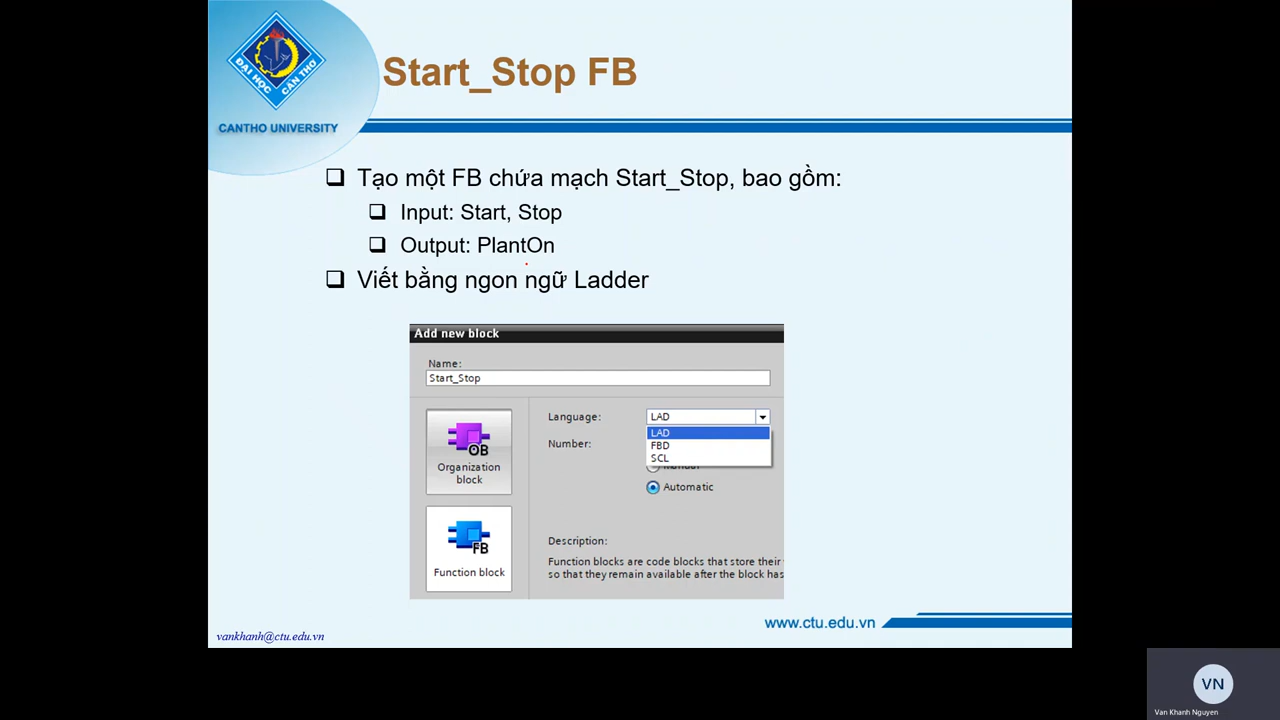 ĐẠI HỌC CẦN THƠ
CANTHO UNIVERSITY
Start_Stop FB
Tạo một FB chứa mạch Start_Stop, bao gồm:
Input: Start, Stop
Output: PlantOn
Viết bằng ngon ngữ Ladder
Add new block
Name:
Start_Stop
Language:
LAD
LAD
FBD
SCL
Number:
Manual
Automatic
OB
Organization
block
FB
Function block
Description:
Function blocks are code blocks that store their
so that they remain available after the block has
www.ctu.edu.vn
vankhanh@ctu.edu.vn
VN
Van Khanh Nguyen